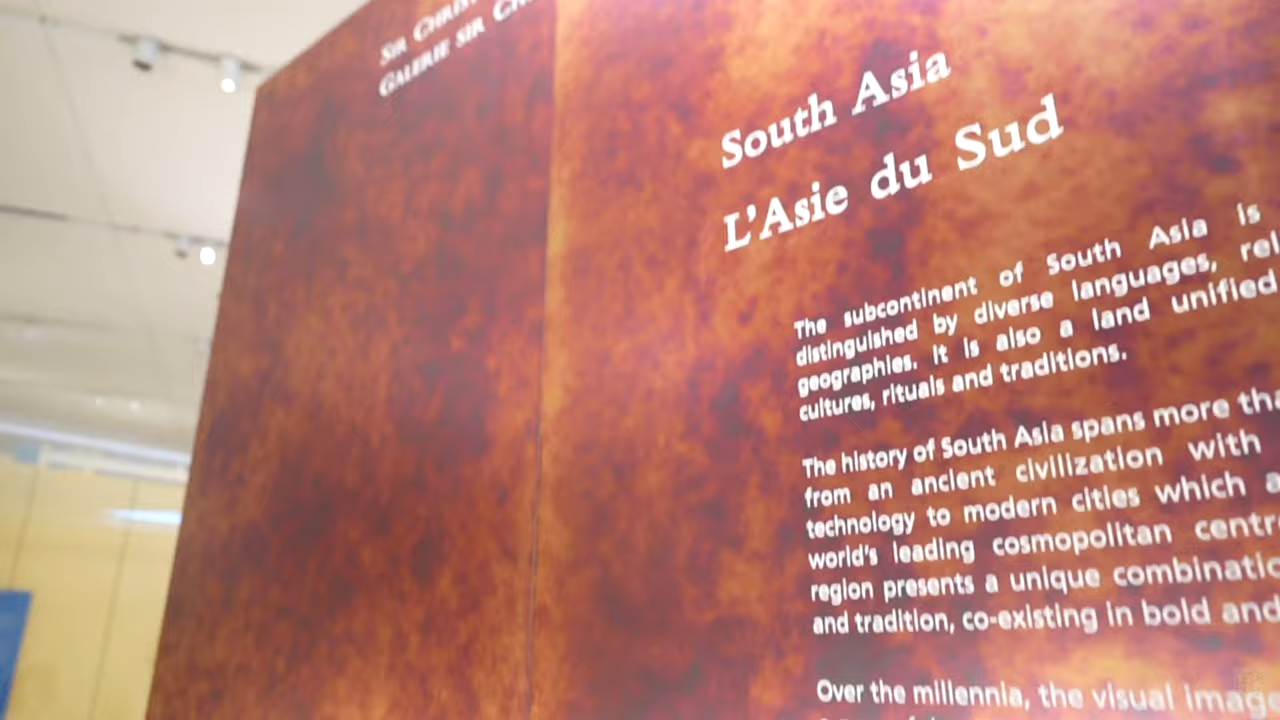 SIR
GALERIE SIR
South Asia
L'Asie du Sud
The subcontinent of South Asia is
distinguished by diverse languages,
geographies. It is also a land unified
cultures, rituals and traditions.
The history of South Asia spans more
from an ancient civilization with
technology to modern cities which
world's leading cosmopolitan
region presents a unique
and tradition, co-existing in bold and
Over the millennia, the visual